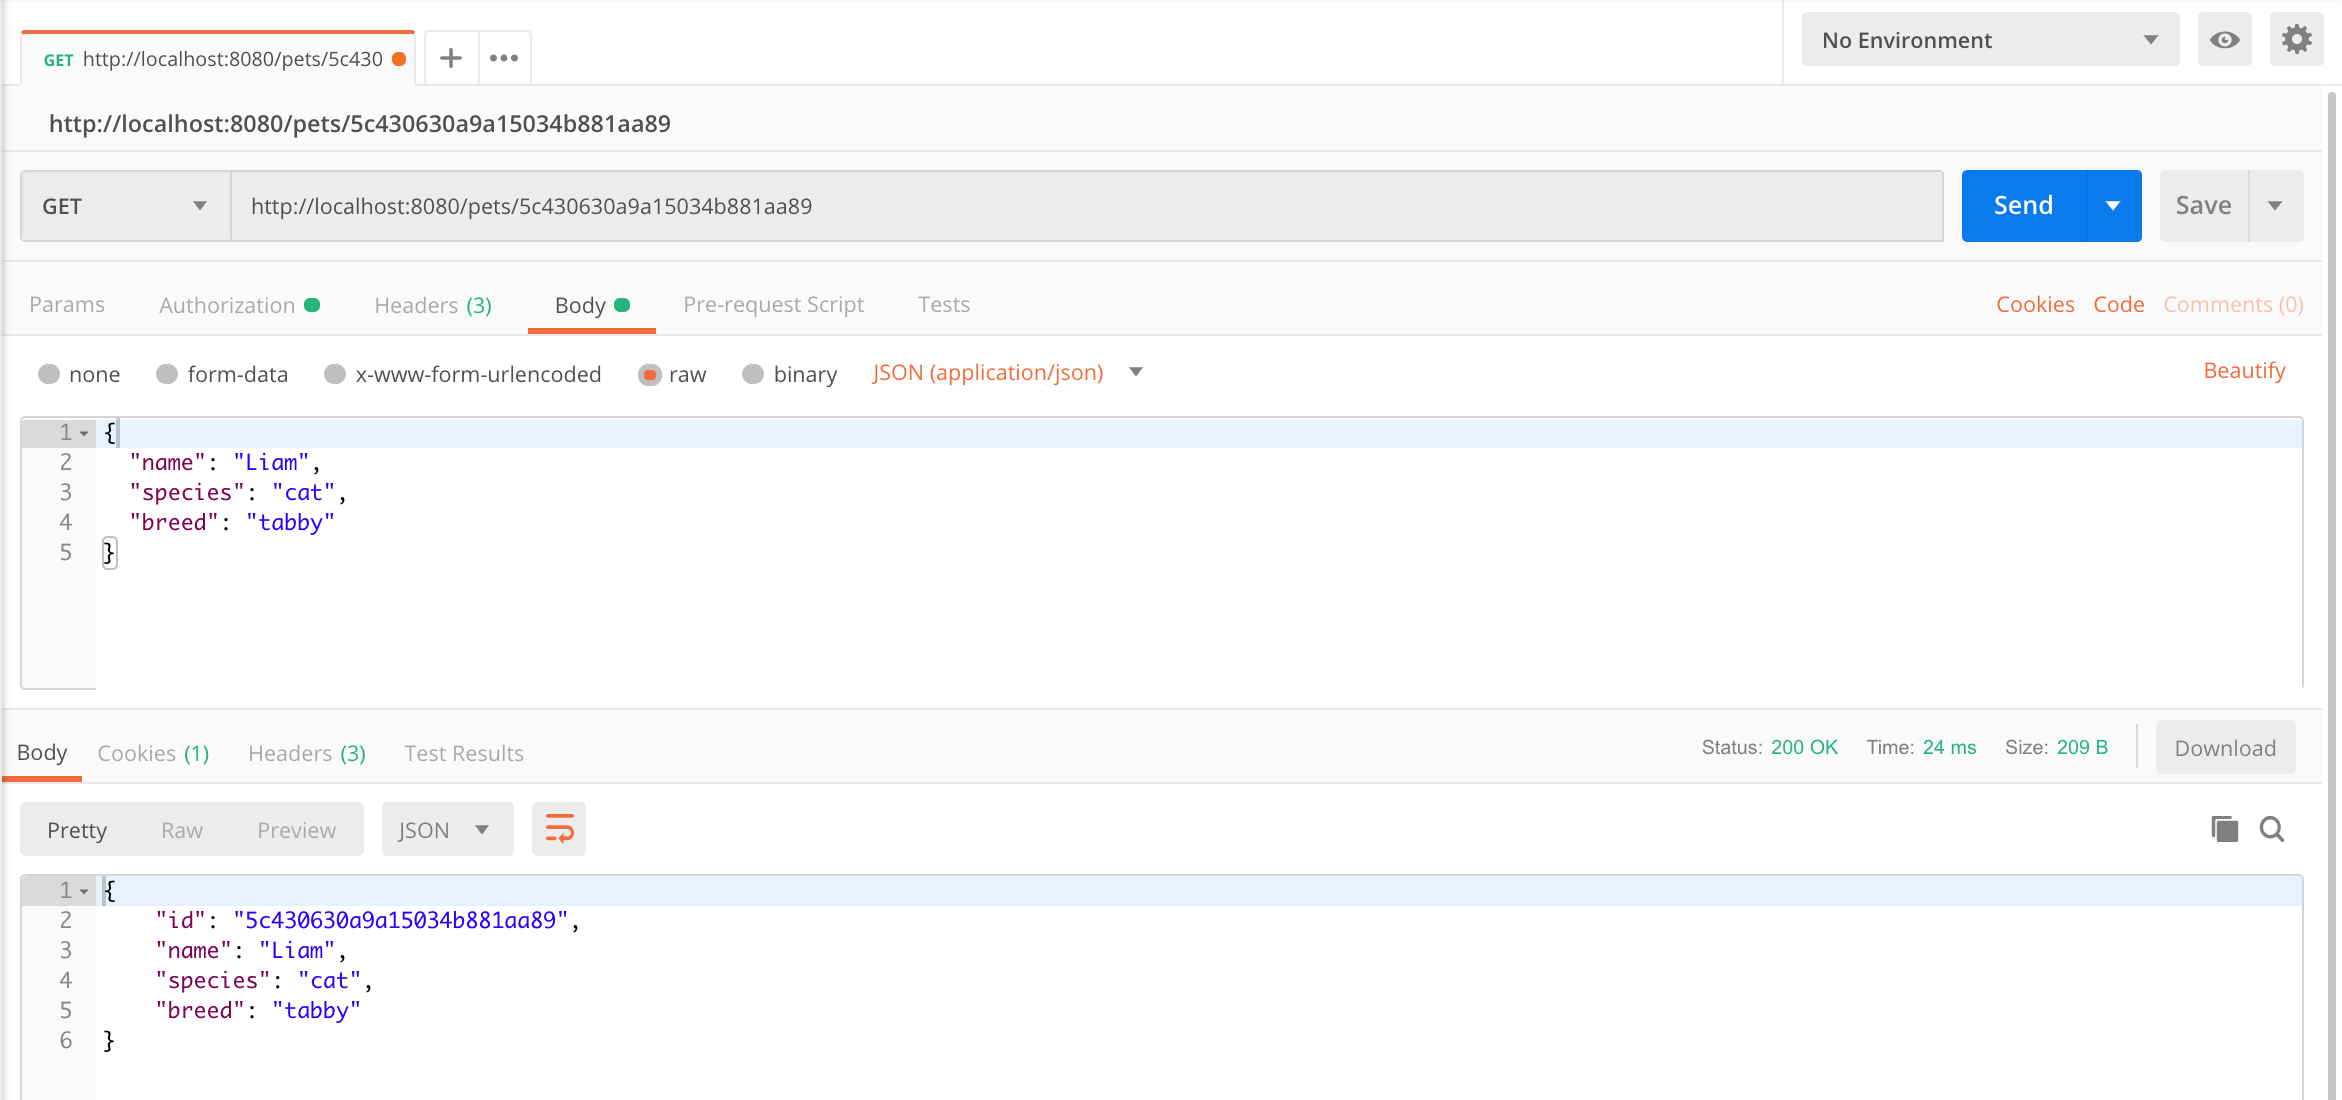 GET http://localhost:8080/pets/5c430
No Environment
http://localhost:8080/pets/5c430630a9a15034b881aa89
GET http://localhost:8080/pets/5c430630a9a15034b881aa89 Send Save
Params Authorization Headers (3) Body Pre-request Script Tests Cookies Code Comments (0)
none form-data x-www-form-urlencoded raw binary JSON (application/json) Beautify
1 {
2 "name": "Liam",
3 "species": "cat",
4 "breed": "tabby"
5 }
Body Cookies (1) Headers (3) Test Results Status: 200 OK Time: 24 ms Size: 209 B Download
Pretty Raw Preview JSON
1 {
2 "id": "5c430630a9a15034b881aa89",
3 "name": "Liam",
4 "species": "cat",
5 "breed": "tabby"
6 }